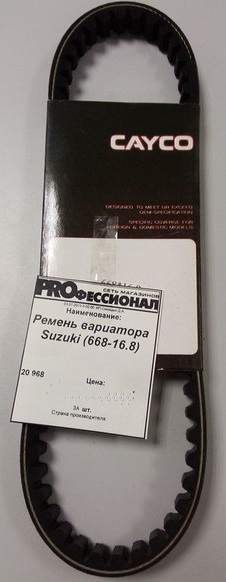 CAYCO
DESIGNED TO MEET OR EXCEED
OEM-SPECIFICATION
SPECIFIC COVERAGE FOR
FOREIGN & DOMESTIC MODELS
СЕТЬ МАГАЗИНОВ
PROфЕССИОНАЛ
Наименование:
Ремень вариатора
Suzuki (668-16.8)
20 968
Цена:
ЗА шт.
Страна производителя